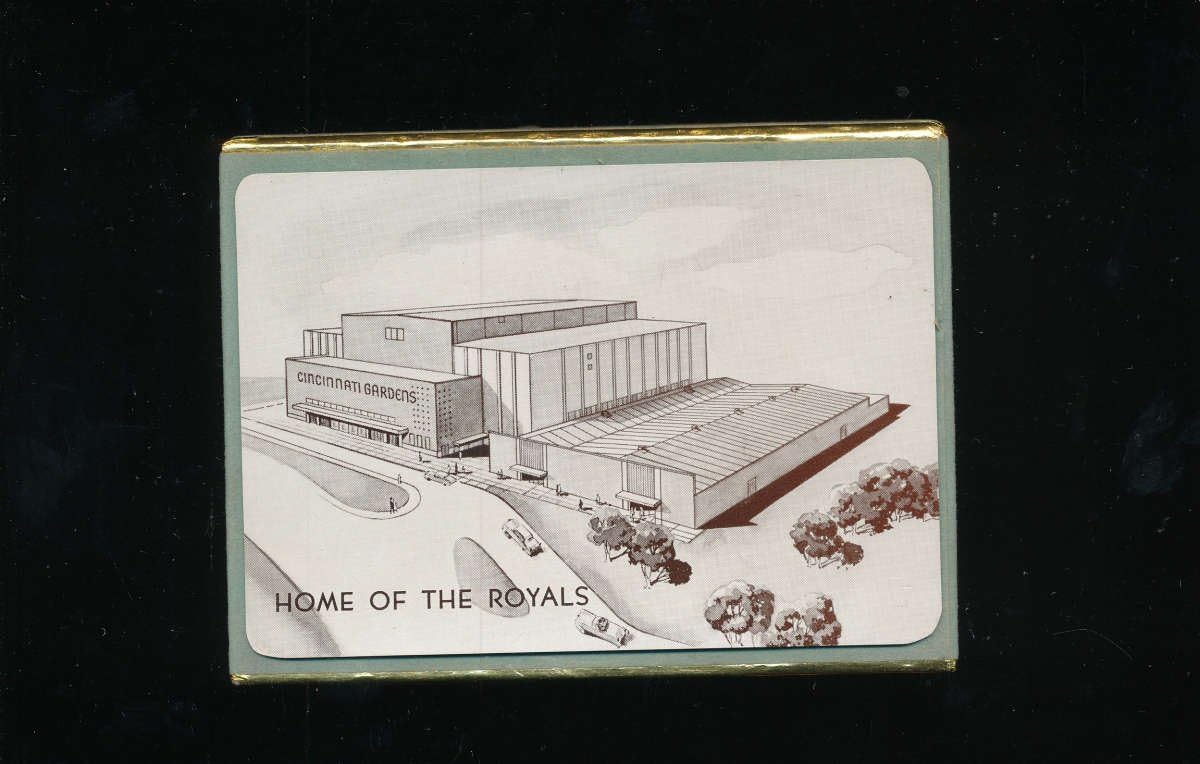 CINCINNATI GARDENS
HOME OF THE ROYALS